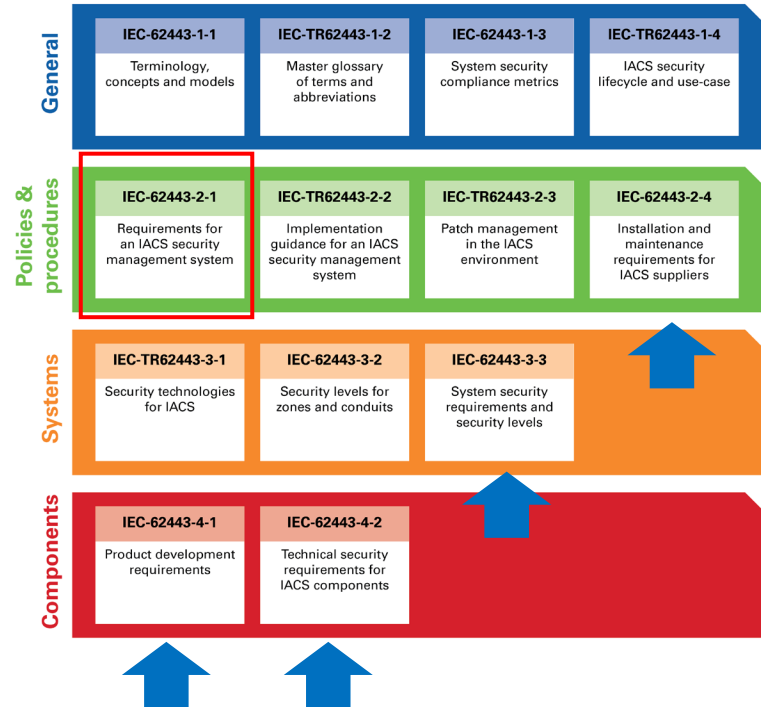 General
IEC-62443-1-1
Terminology,
concepts and models
IEC-TR62443-1-2
Master glossary
of terms and
abbreviations
IEC-62443-1-3
System security
compliance metrics
IEC-TR62443-1-4
IACS security
lifecycle and use-case
Policies &
procedures
IEC-62443-2-1
Requirements for
an IACS security
management system
IEC-TR62443-2-2
Implementation
guidance for an IACS
security management
system
IEC-TR62443-2-3
Patch management
in the IACS
environment
IEC-62443-2-4
Installation and
maintenance
requirements for
IACS suppliers
Systems
IEC-TR62443-3-1
Security technologies
for IACS
IEC-62443-3-2
Security levels for
zones and conduits
IEC-62443-3-3
System security
requirements and
security levels
Components
IEC-62443-4-1
Product development
requirements
IEC-62443-4-2
Technical security
requirements for
IACS components